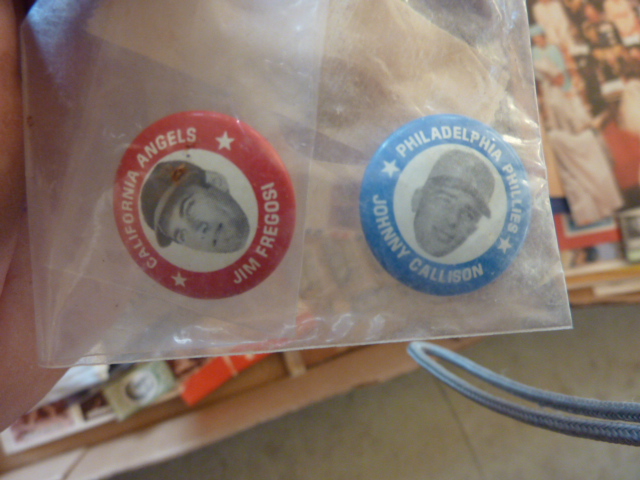 CALIFORNIA ANGELS
JIM FREGOSI
PHILADELPHIA PHILLIES
JOHNNY CALLISON